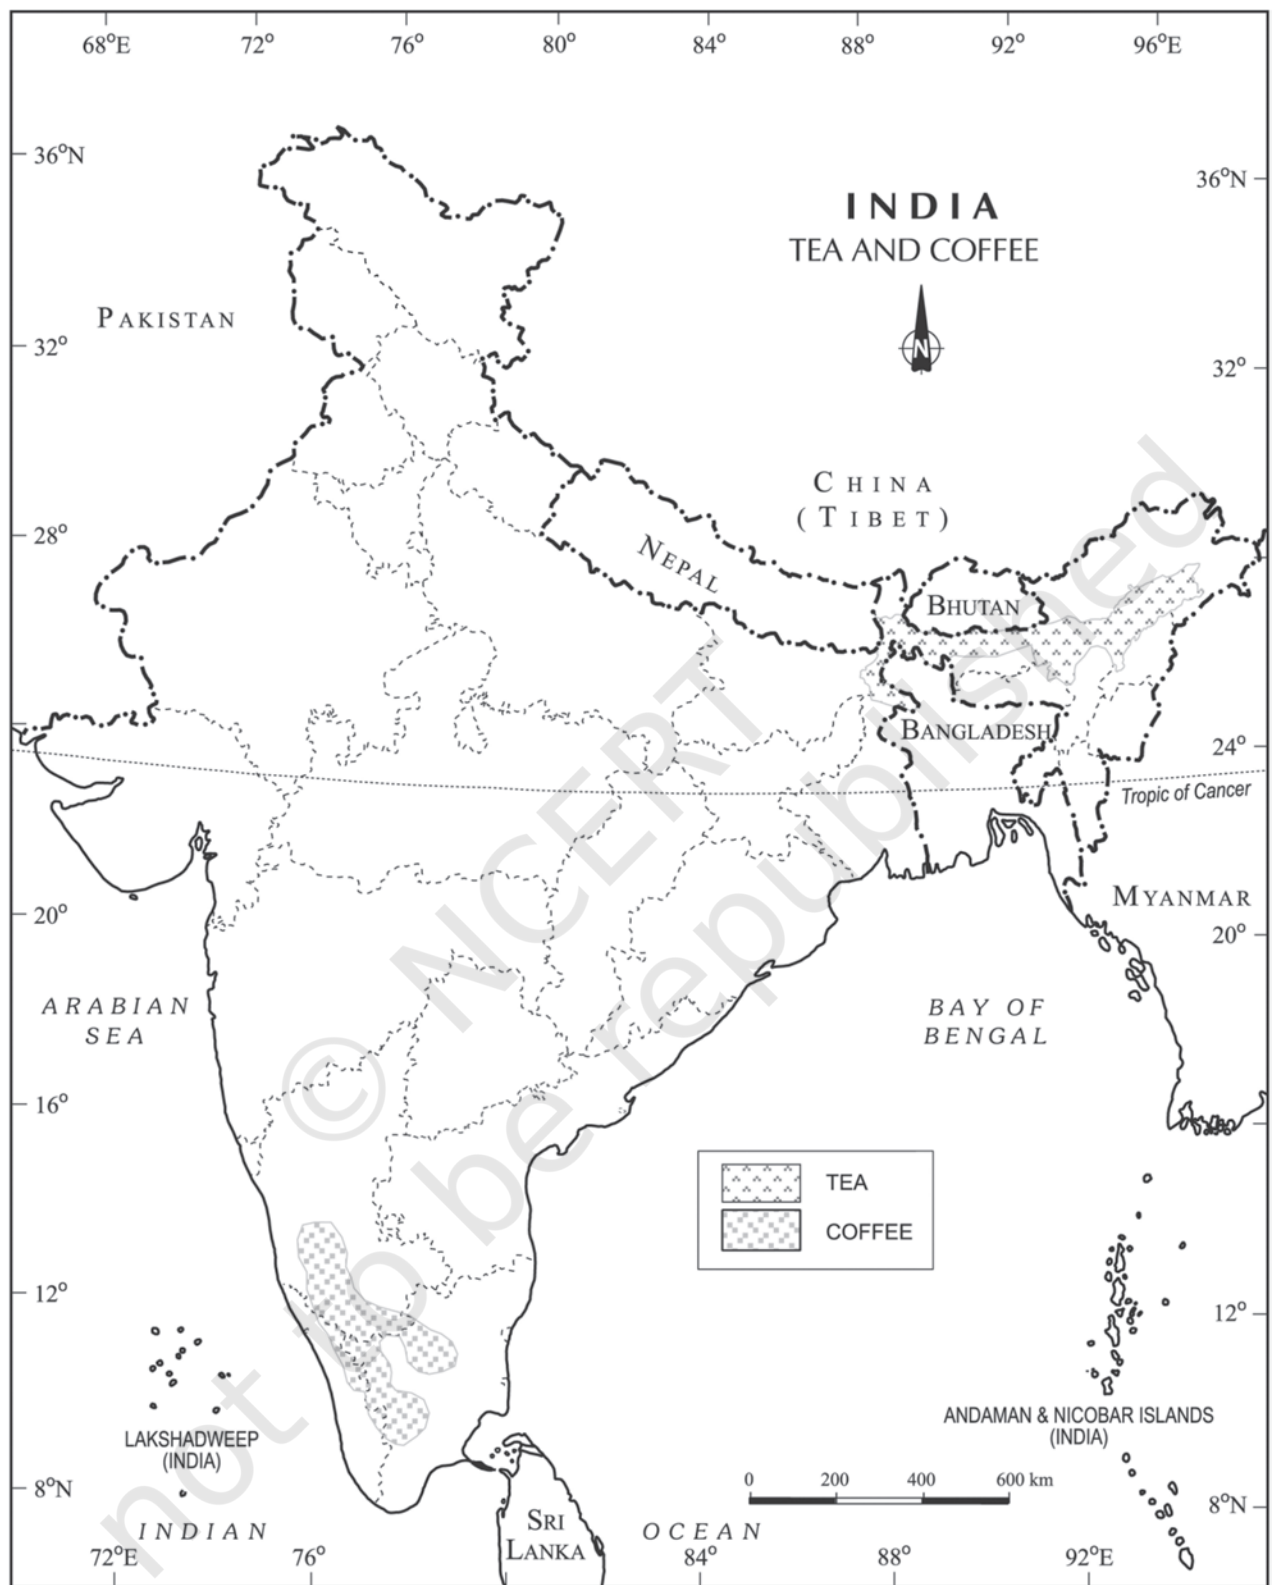 68°E 72° 76° 80° 84° 88° 92° 96°E
36°N
36°N
INDIA
TEA AND COFFEE
N
PAKISTAN
32°
32°
CHINA
(TIBET)
28°
NEPAL
BHUTAN
BANGLADESH
24°
Tropic of Cancer
MYANMAR
20°
20°
ARABIAN
SEA
BAY OF
BENGAL
16°
TEA
COFFEE
12°
12°
LAKSHADWEEP
(INDIA)
ANDAMAN & NICOBAR ISLANDS
(INDIA)
0 200 400 600 km
8°N
8°N
INDIAN
OCEAN
SRI
LANKA
72°E 76° 84° 88° 92°E
© NCERT
not to be republished